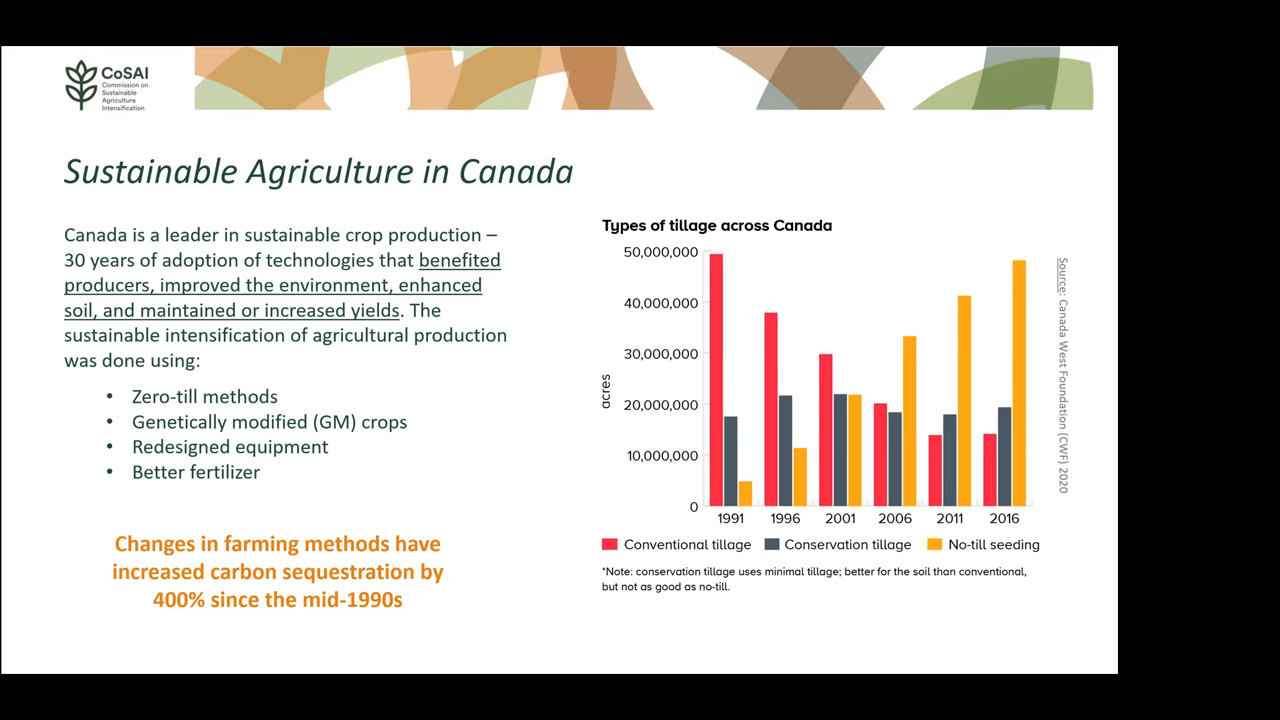 CoSAI
Commission on
Sustainable
Agriculture
Intensification
Sustainable Agriculture in Canada
Canada is a leader in sustainable crop production –
30 years of adoption of technologies that benefited
producers, improved the environment, enhanced
soil, and maintained or increased yields. The
sustainable intensification of agricultural production
was done using:
• Zero-till methods
• Genetically modified (GM) crops
• Redesigned equipment
• Better fertilizer
Changes in farming methods have
increased carbon sequestration by
400% since the mid-1990s
Types of tillage across Canada
50,000,000
40,000,000
30,000,000
20,000,000
10,000,000
0
acres
1991 1996 2001 2006 2011 2016
Conventional tillage Conservation tillage No-till seeding
*Note: conservation tillage uses minimal tillage; better for the soil than conventional,
but not as good as no-till.
Source: Canada West Foundation (CWF) 2020